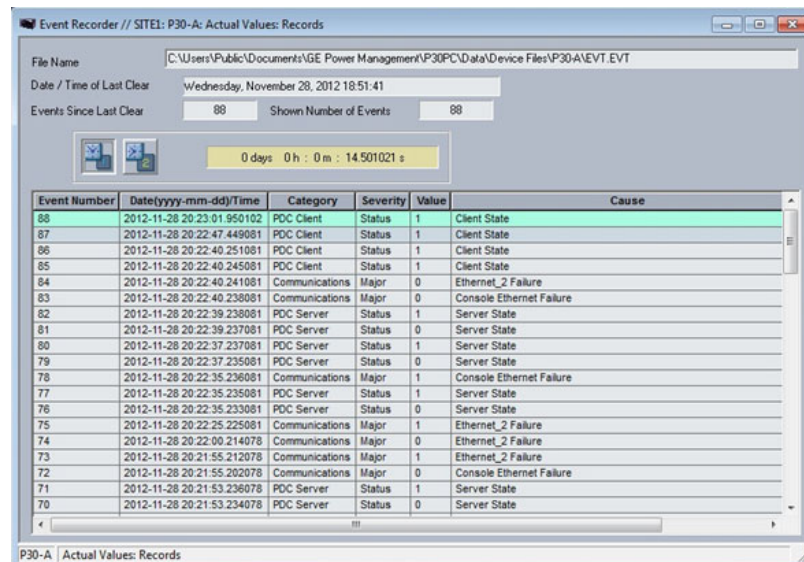 Event Recorder // SITE1: P30-A: Actual Values: Records
File Name C:\Users\Public\Documents\GE Power Management\P30PC\Data\Device Files\P30-A\EVT.EVT
Date / Time of Last Clear Wednesday, November 28, 2012 18:51:41
Events Since Last Clear 88 Shown Number of Events 88
2
0 days 0 h : 0 m : 14.501021 s
Event Number Date(yyyy-mm-dd)/Time Category Severity Value Cause
88 2012-11-28 20:23:01.950102 PDC Client Status 1 Client State
87 2012-11-28 20:22:47.449081 PDC Client Status 1 Client State
86 2012-11-28 20:22:40.251081 PDC Client Status 1 Client State
85 2012-11-28 20:22:40.245081 PDC Client Status 1 Client State
84 2012-11-28 20:22:40.241081 Communications Major 0 Ethernet_2 Failure
83 2012-11-28 20:22:40.238081 Communications Major 0 Console Ethernet Failure
82 2012-11-28 20:22:39.238081 PDC Server Status 1 Server State
81 2012-11-28 20:22:39.237081 PDC Server Status 0 Server State
80 2012-11-28 20:22:37.237081 PDC Server Status 1 Server State
79 2012-11-28 20:22:37.235081 PDC Server Status 0 Server State
78 2012-11-28 20:22:35.236081 Communications Major 1 Console Ethernet Failure
77 2012-11-28 20:22:35.235081 PDC Server Status 1 Server State
76 2012-11-28 20:22:35.233081 PDC Server Status 0 Server State
75 2012-11-28 20:22:25.225081 Communications Major 1 Ethernet_2 Failure
74 2012-11-28 20:22:00.214078 Communications Major 0 Ethernet_2 Failure
73 2012-11-28 20:21:55.212078 Communications Major 1 Ethernet_2 Failure
72 2012-11-28 20:21:55.202078 Communications Major 0 Console Ethernet Failure
71 2012-11-28 20:21:53.236078 PDC Server Status 1 Server State
70 2012-11-28 20:21:53.234078 PDC Server Status 0 Server State
P30-A Actual Values: Records